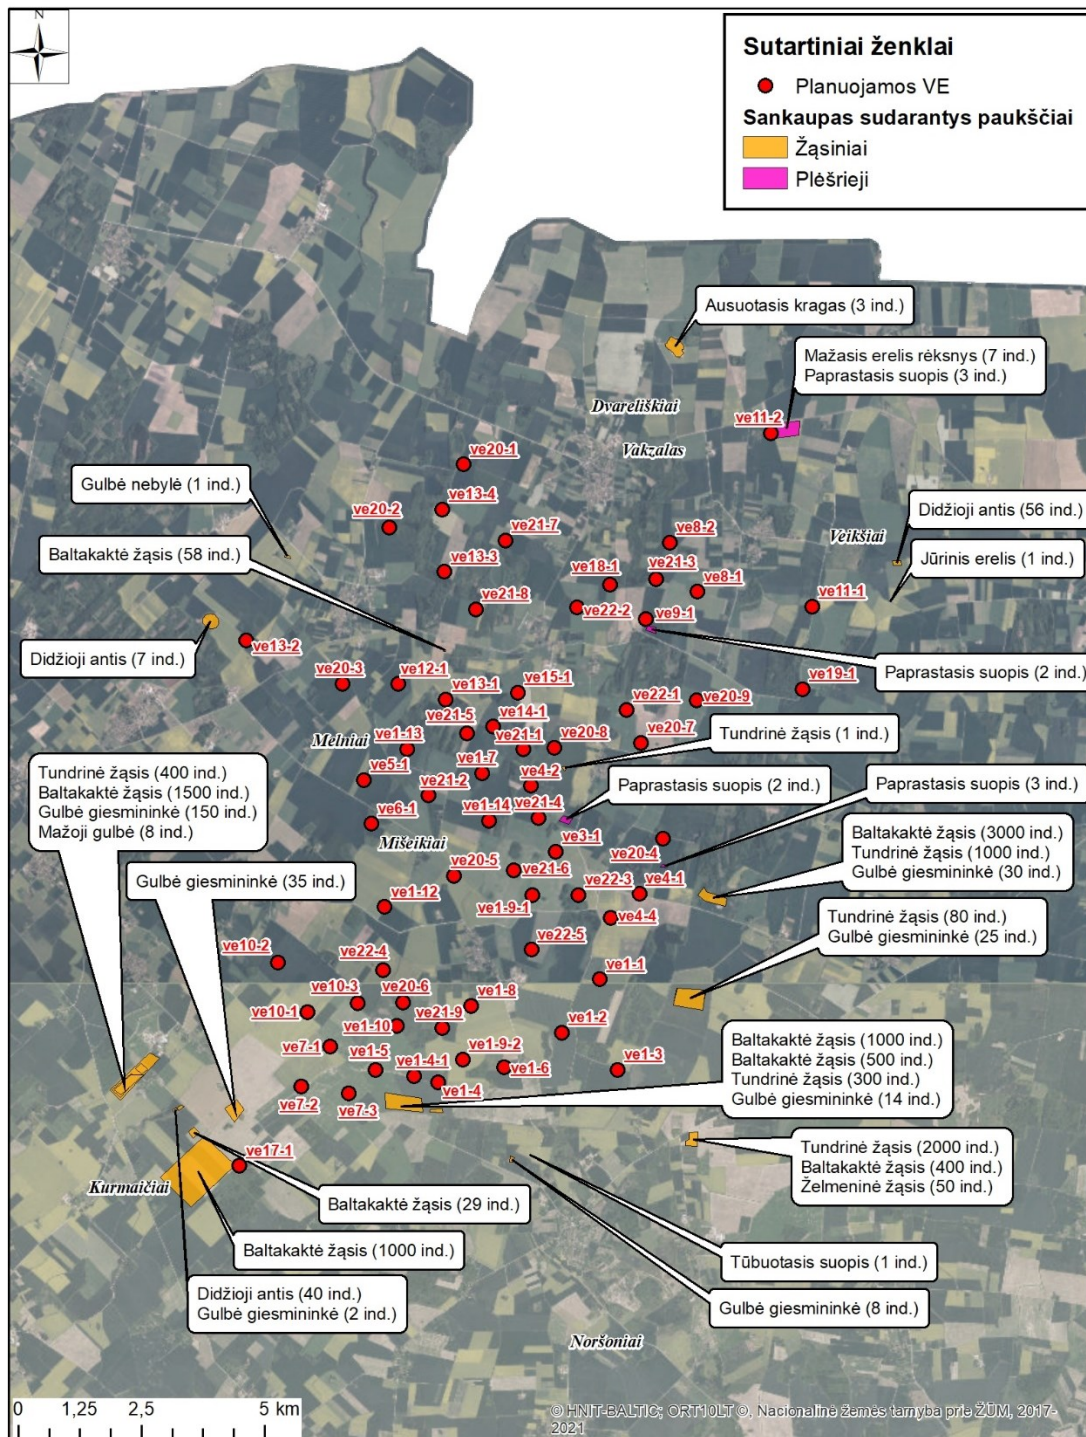 N
Sutartiniai ženklai
Planuojamos VE
Sankaupas sudarantys paukščiai
Žąsiniai
Plėšrieji
Ausuotasis kragas (3 ind.)
Mažasis erelis rėksnys (7 ind.)
Paprastasis suopis (3 ind.)
Dvareliškiai
ve11-2
Vakzalas
ve20-1
Gulbė nebylė (1 ind.)
ve13-4
ve20-2
Didžioji antis (56 ind.)
ve21-7
ve8-2
Veikšiai
Baltakaktė žąsis (58 ind.)
ve13-3
Jūrinis erelis (1 ind.)
ve18-1
ve21-3
ve8-1
ve21-8
ve22-2
ve9-1
ve11-1
Didžioji antis (7 ind.)
ve13-2
Paprastasis suopis (2 ind.)
ve20-3
ve12-1
ve15-1
ve19-1
ve13-1
ve22-1
ve20-9
ve21-5
ve14-1
Melniai
ve1-13
ve21-1
ve20-8
ve20-7
Tundrinė žąsis (1 ind.)
ve5-1
ve1-7
ve4-2
ve21-2
Paprastasis suopis (2 ind.)
Paprastasis suopis (3 ind.)
Tundrinė žąsis (400 ind.)
Baltakaktė žąsis (1500 ind.)
Gulbė giesmininkė (150 ind.)
Mažoji gulbė (8 ind.)
ve6-1
ve1-14
ve21-4
Mišeikiai
ve3-1
ve20-4
Baltakaktė žąsis (3000 ind.)
Tundrinė žąsis (1000 ind.)
Gulbė giesmininkė (30 ind.)
Gulbė giesmininkė (35 ind.)
ve20-5
ve21-6
ve22-3
ve4-1
ve1-12
ve1-9-1
ve4-4
Tundrinė žąsis (80 ind.)
Gulbė giesmininkė (25 ind.)
ve10-2
ve22-4
ve22-5
ve1-1
ve10-3
ve20-6
ve1-8
ve10-1
ve1-10
ve21-9
ve1-2
ve7-1
ve1-5
ve1-4-1
ve1-9-2
ve1-6
ve1-3
ve1-4
ve7-2
ve7-3
Baltakaktė žąsis (1000 ind.)
Baltakaktė žąsis (500 ind.)
Tundrinė žąsis (300 ind.)
Gulbė giesmininkė (14 ind.)
ve17-1
Kurmaičiai
Tundrinė žąsis (2000 ind.)
Baltakaktė žąsis (400 ind.)
Želmeninė žąsis (50 ind.)
Baltakaktė žąsis (29 ind.)
Baltakaktė žąsis (1000 ind.)
Tūbuotasis suopis (1 ind.)
Didžioji antis (40 ind.)
Gulbė giesmininkė (2 ind.)
Gulbė giesmininkė (8 ind.)
Noršoniai
0 1,25 2,5 5 km
© HNIT-BALTIC; ORT10LT ©, Nacionalinė žemės tarnyba prie ŽŪM, 2017-
2021